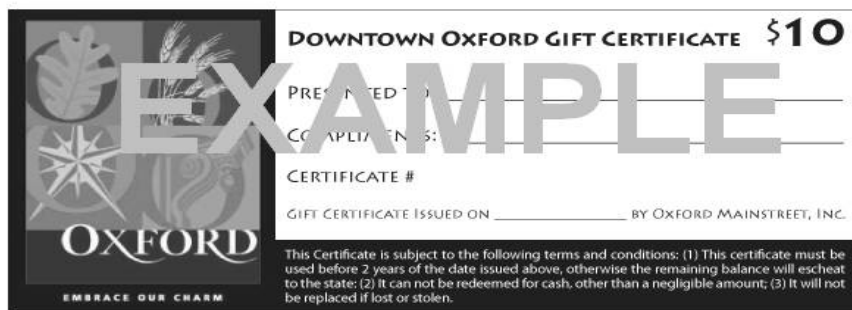 DOWNTOWN OXFORD GIFT CERTIFICATE $10
PRESENTED TO:
COMPLIMENTS:
EXAMPLE
CERTIFICATE #
GIFT CERTIFICATE ISSUED ON ______________ BY OXFORD MAINSTREET, INC.
OXFORD
EMBRACE OUR CHARM
This Certificate is subject to the following terms and conditions: (1) This certificate must be
used before 2 years of the date issued above, otherwise the remaining balance will escheat
to the state: (2) It can not be redeemed for cash, other than a negligible amount; (3) It will not
be replaced if lost or stolen.